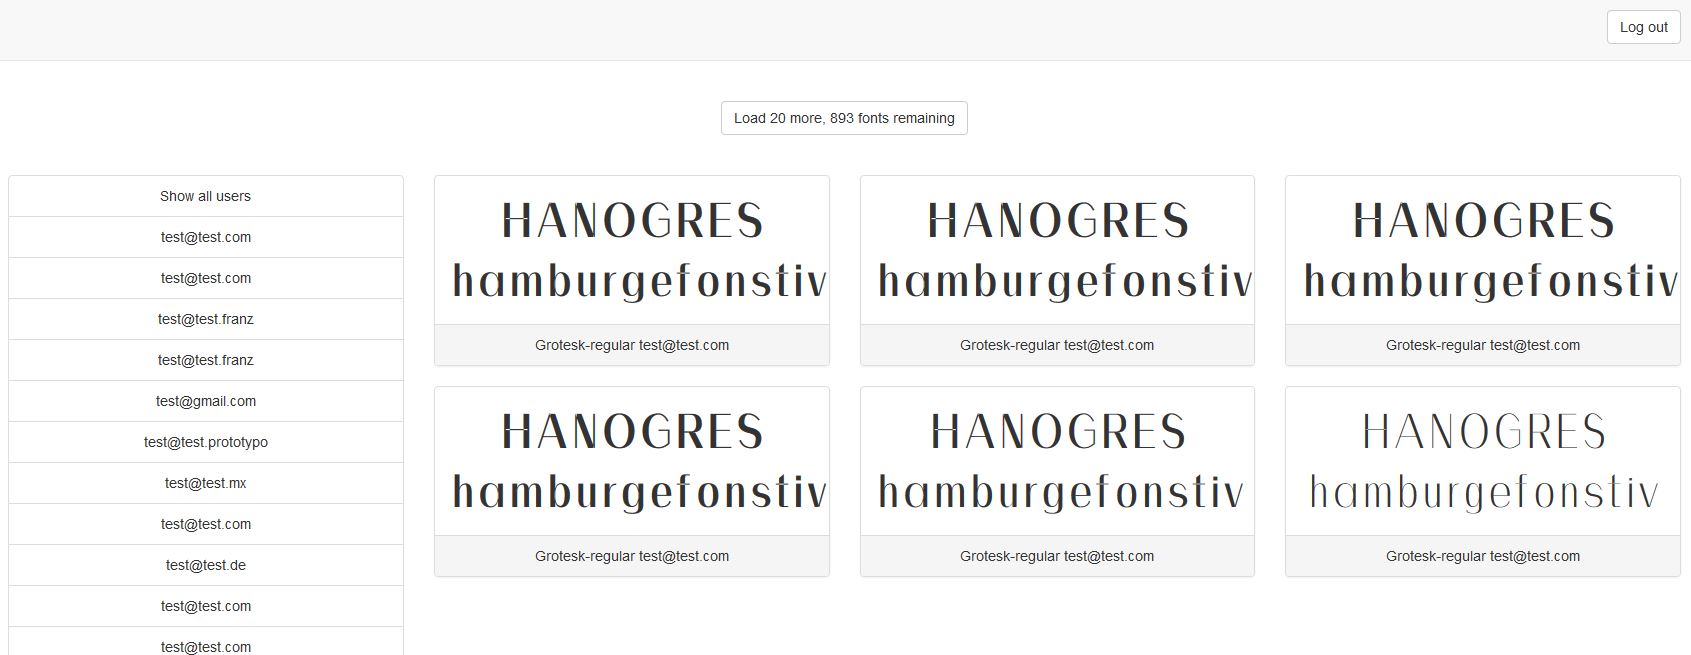 Log out
Load 20 more, 893 fonts remaining
Show all users
test@test.com
test@test.com
test@test.franz
test@test.franz
test@gmail.com
test@test.prototypo
test@test.mx
test@test.com
test@test.de
test@test.com
test@test.com
HANOGRES
hamburgefonstiv
Grotesk-regular test@test.com
HANOGRES
hamburgefonstiv
Grotesk-regular test@test.com
HANOGRES
hamburgefonstiv
Grotesk-regular test@test.com
HANOGRES
hamburgefonstiv
Grotesk-regular test@test.com
HANOGRES
hamburgefonstiv
Grotesk-regular test@test.com
HANOGRES
hamburgefonstiv
Grotesk-regular test@test.com